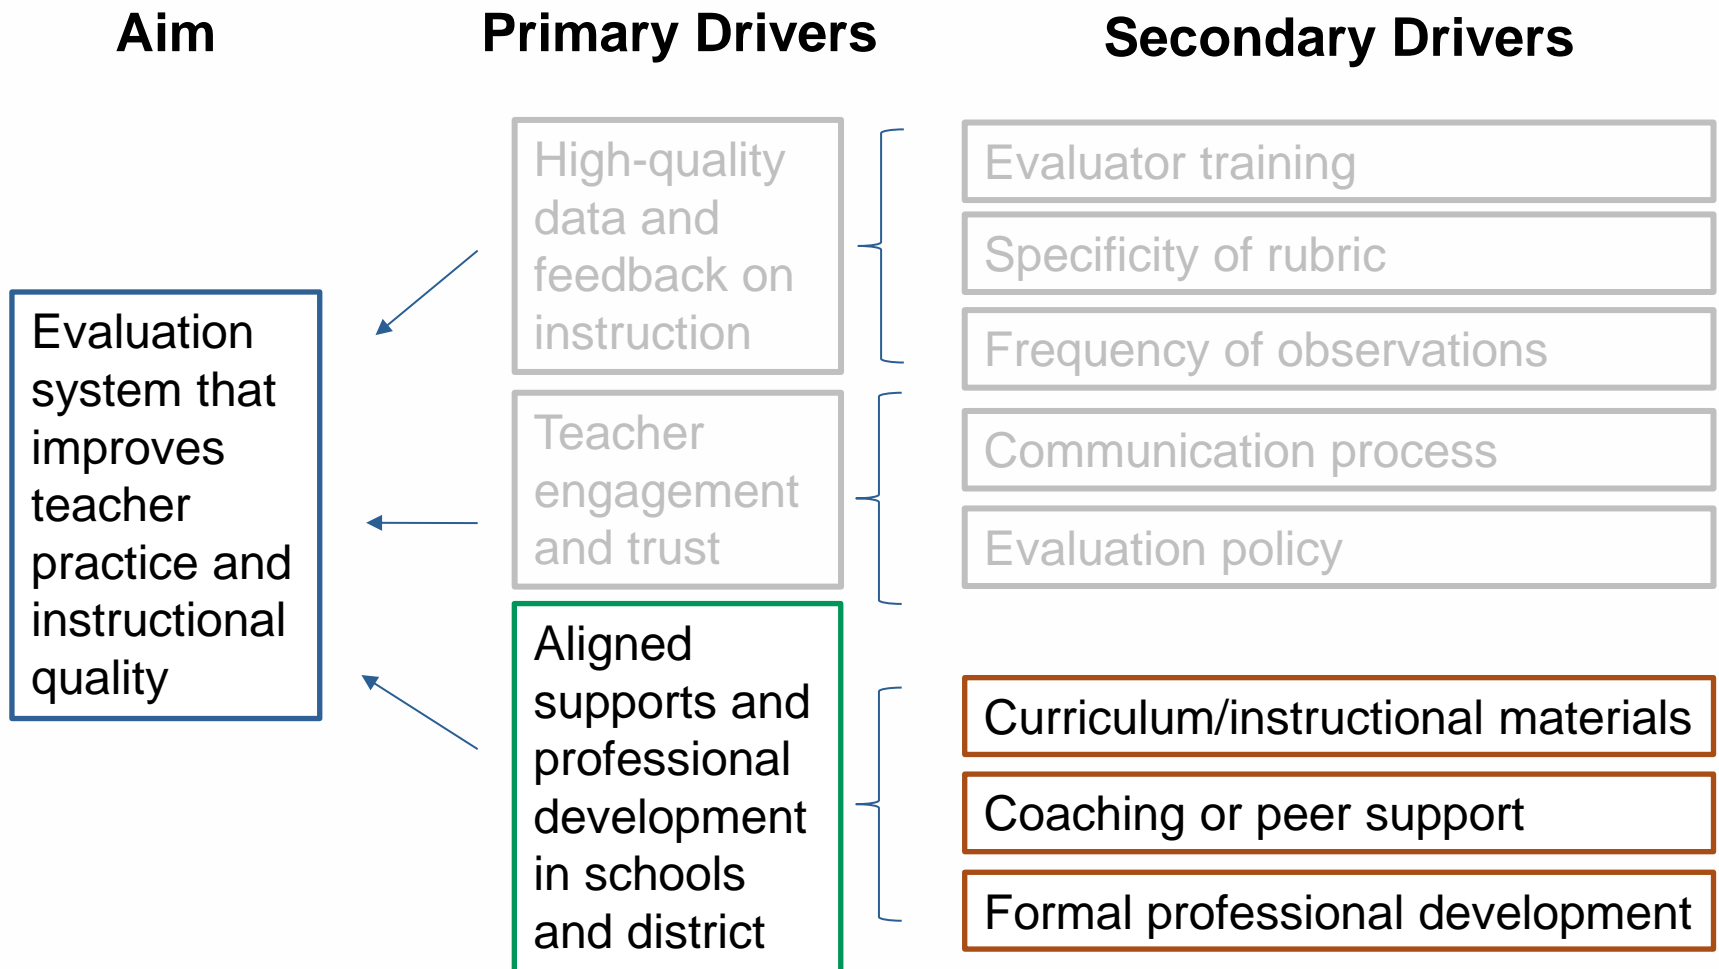 Aim
Primary Drivers
Secondary Drivers
Evaluation
system that
improves
teacher
practice and
instructional
quality
High-quality
data and
feedback on
instruction
Teacher
engagement
and trust
Aligned
supports and
professional
development
in schools
and district
Evaluator training
Specificity of rubric
Frequency of observations
Communication process
Evaluation policy
Curriculum/instructional materials
Coaching or peer support
Formal professional development